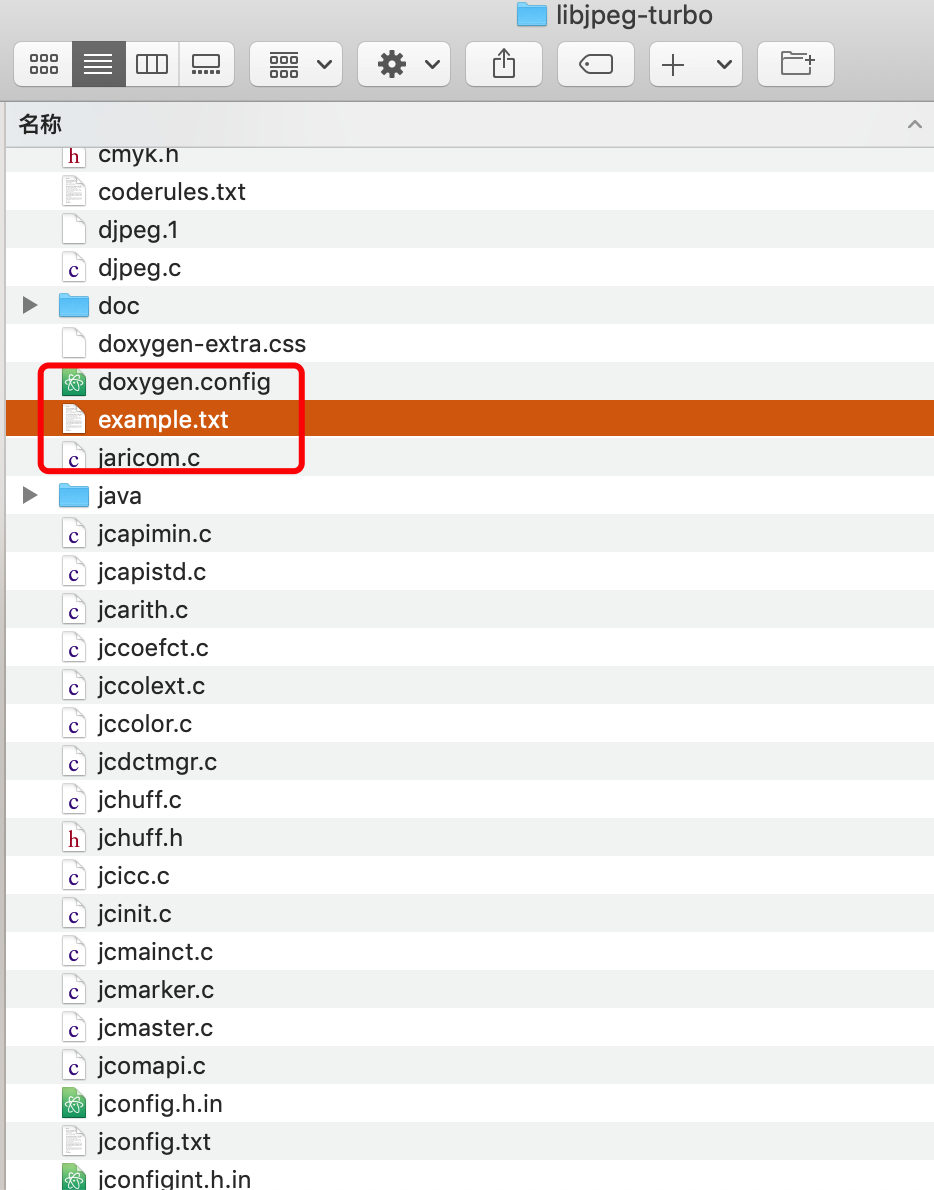 libjpeg-turbo
名称
cmyk.h
coderules.txt
djpeg.1
djpeg.c
doc
doxygen-extra.css
doxygen.config
example.txt
jaricom.c
java
jcapimin.c
jcapistd.c
jcarith.c
jccoefct.c
jccolext.c
jccolor.c
jcdctmgr.c
jchuff.c
jchuff.h
jcicc.c
jcinit.c
jcmainct.c
jcmarker.c
jcmaster.c
jcomapi.c
jconfig.h.in
jconfig.txt
jconfigint.h.in